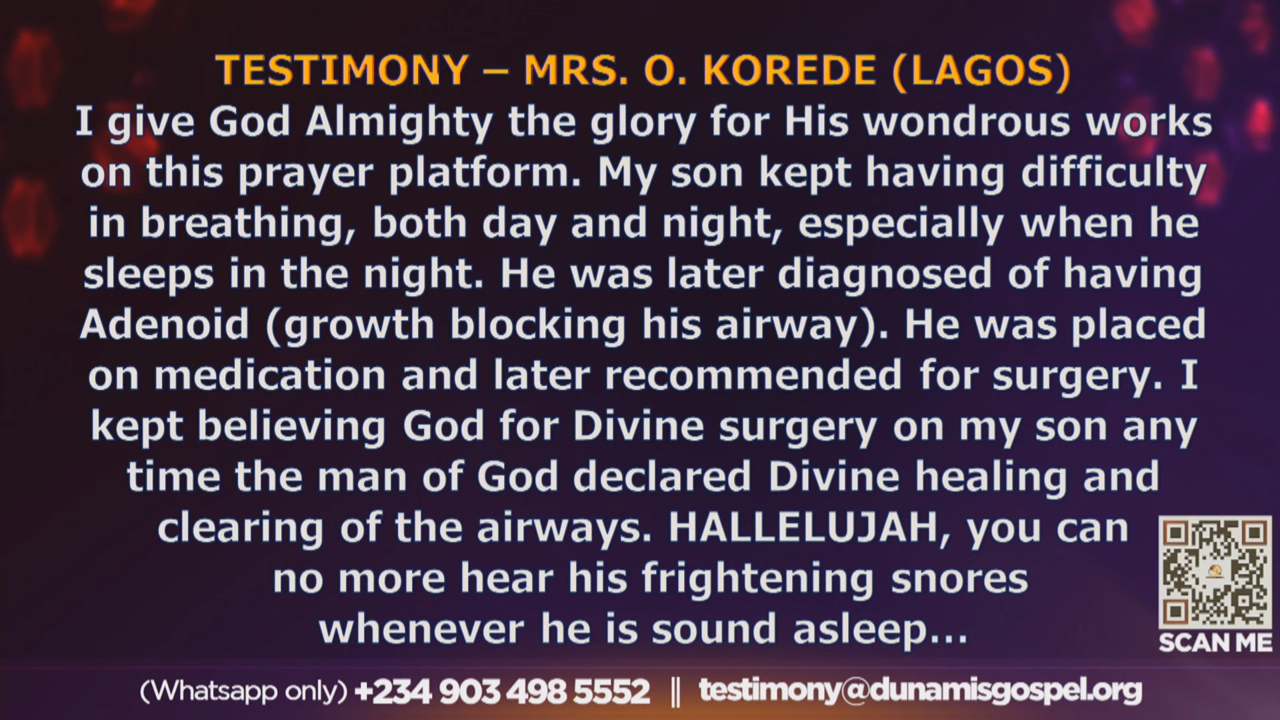 TESTIMONY – MRS. O. KOREDE (LAGOS)
I give God Almighty the glory for His wondrous works
on this prayer platform. My son kept having difficulty
in breathing, both day and night, especially when he
sleeps in the night. He was later diagnosed of having
Adenoid (growth blocking his airway). He was placed
on medication and later recommended for surgery. I
kept believing God for Divine surgery on my son any
time the man of God declared Divine healing and
clearing of the airways. HALLELUJAH, you can
no more hear his frightening snores
whenever he is sound asleep...
SCAN ME
(Whatsapp only) +234 903 498 5552 || testimony@dunamisgospel.org